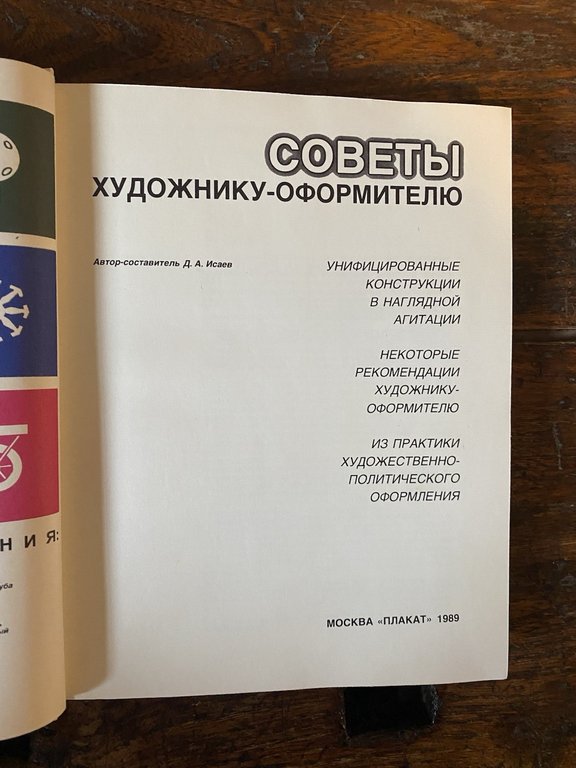 Н И Я:
СОВЕТЫ
ХУДОЖНИКУ-ОФОРМИТЕЛЮ
Автор-составитель Д. А. Исаев
УНИФИЦИРОВАННЫЕ
КОНСТРУКЦИИ
В НАГЛЯДНОЙ
АГИТАЦИИ
НЕКОТОРЫЕ
РЕКОМЕНДАЦИИ
ХУДОЖНИКУ-
ОФОРМИТЕЛЮ
ИЗ ПРАКТИКИ
ХУДОЖЕСТВЕННО-
ПОЛИТИЧЕСКОГО
ОФОРМЛЕНИЯ
МОСКВА «ПЛАКАТ» 1989